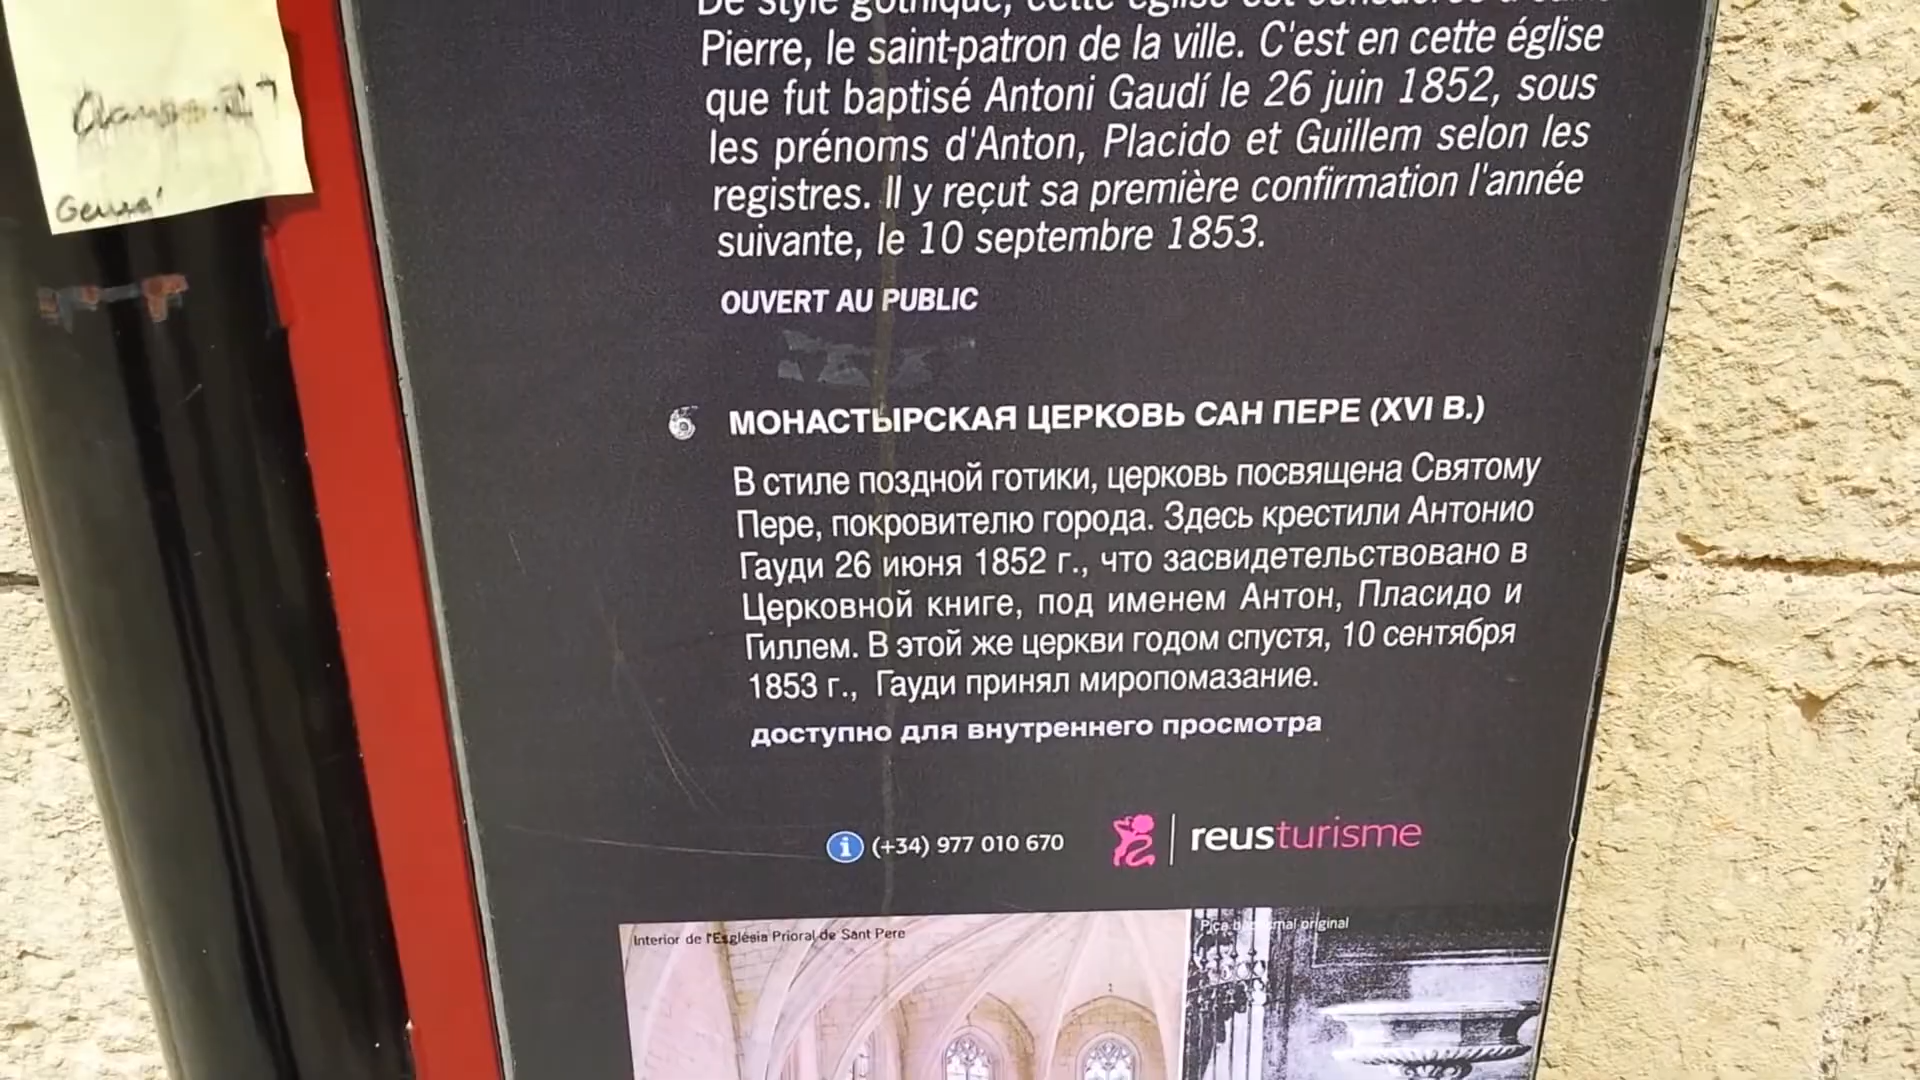 De style gothique, cette église est consacrée à Saint
Pierre, le saint-patron de la ville. C'est en cette église
que fut baptisé Antoni Gaudí le 26 juin 1852, sous
les prénoms d'Anton, Placido et Guillem selon les
registres. Il y reçut sa première confirmation l'année
suivante, le 10 septembre 1853.
OUVERT AU PUBLIC
6 МОНАСТЫРСКАЯ ЦЕРКОВЬ САН ПЕРЕ (XVI В.)
В стиле поздной готики, церковь посвящена Святому
Пере, покровителю города. Здесь крестили Антонио
Гауди 26 июня 1852 г., что засвидетельствовано в
Церковной книге, под именем Антон, Пласидо и
Гиллем. В этой же церкви годом спустя, 10 сентября
1853 г., Гауди принял миропомазание.
доступно для внутреннего просмотра
i (+34) 977 010 670
reusturisme
Interior de l'Església Prioral de Sant Pere
Pica baptismal original